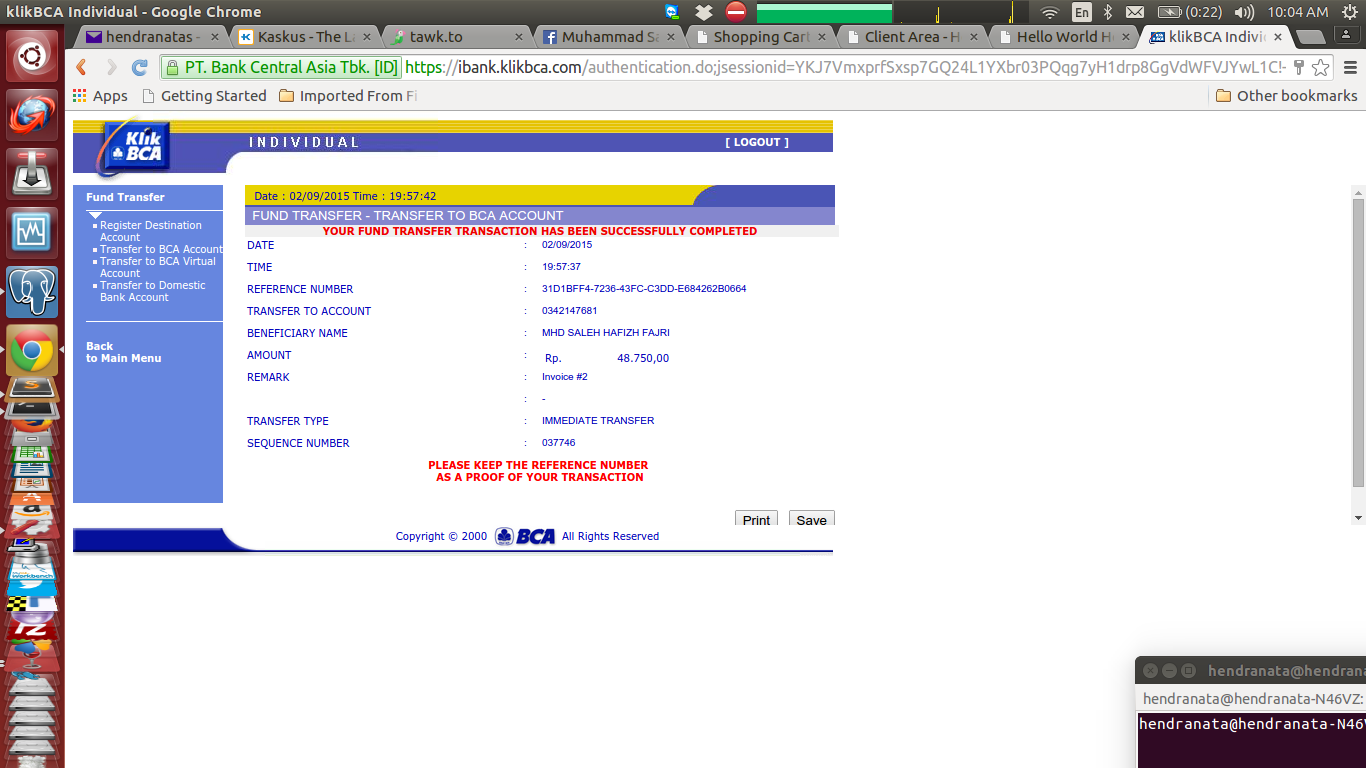 klikBCA Individual - Google Chrome
En
(0:22)
10:04 AM
hendranatas -
Kaskus - The La
tawk.to
Muhammad Sa
Shopping Cart
Client Area - H
Hello World Ho
klikBCA Indivi
PT. Bank Central Asia Tbk. [ID]
https://ibank.klikbca.com/authentication.do;jsessionid=YKJ7VmxprfSxsp7GQ24L1YXbr03PQqg7yH1drp8GgVdWFVJYwL1C!-
Apps
Getting Started
Imported From Fi
Other bookmarks
Klik
BCA
INDIVIDUAL
[ LOGOUT ]
Fund Transfer
Register Destination
Account
Transfer to BCA Account
Transfer to BCA Virtual
Account
Transfer to Domestic
Bank Account
Back
to Main Menu
Date : 02/09/2015 Time : 19:57:42
FUND TRANSFER - TRANSFER TO BCA ACCOUNT
YOUR FUND TRANSFER TRANSACTION HAS BEEN SUCCESSFULLY COMPLETED
DATE : 02/09/2015
TIME : 19:57:37
REFERENCE NUMBER : 31D1BFF4-7236-43FC-C3DD-E684262B0664
TRANSFER TO ACCOUNT : 0342147681
BENEFICIARY NAME : MHD SALEH HAFIZH FAJRI
AMOUNT : Rp. 48.750,00
REMARK : Invoice #2
: -
TRANSFER TYPE : IMMEDIATE TRANSFER
SEQUENCE NUMBER : 037746
PLEASE KEEP THE REFERENCE NUMBER
AS A PROOF OF YOUR TRANSACTION
Print
Save
Copyright © 2000 BCA All Rights Reserved
hendranata@hendrana
hendranata@hendranata-N46VZ:
hendranata@hendranata-N46V